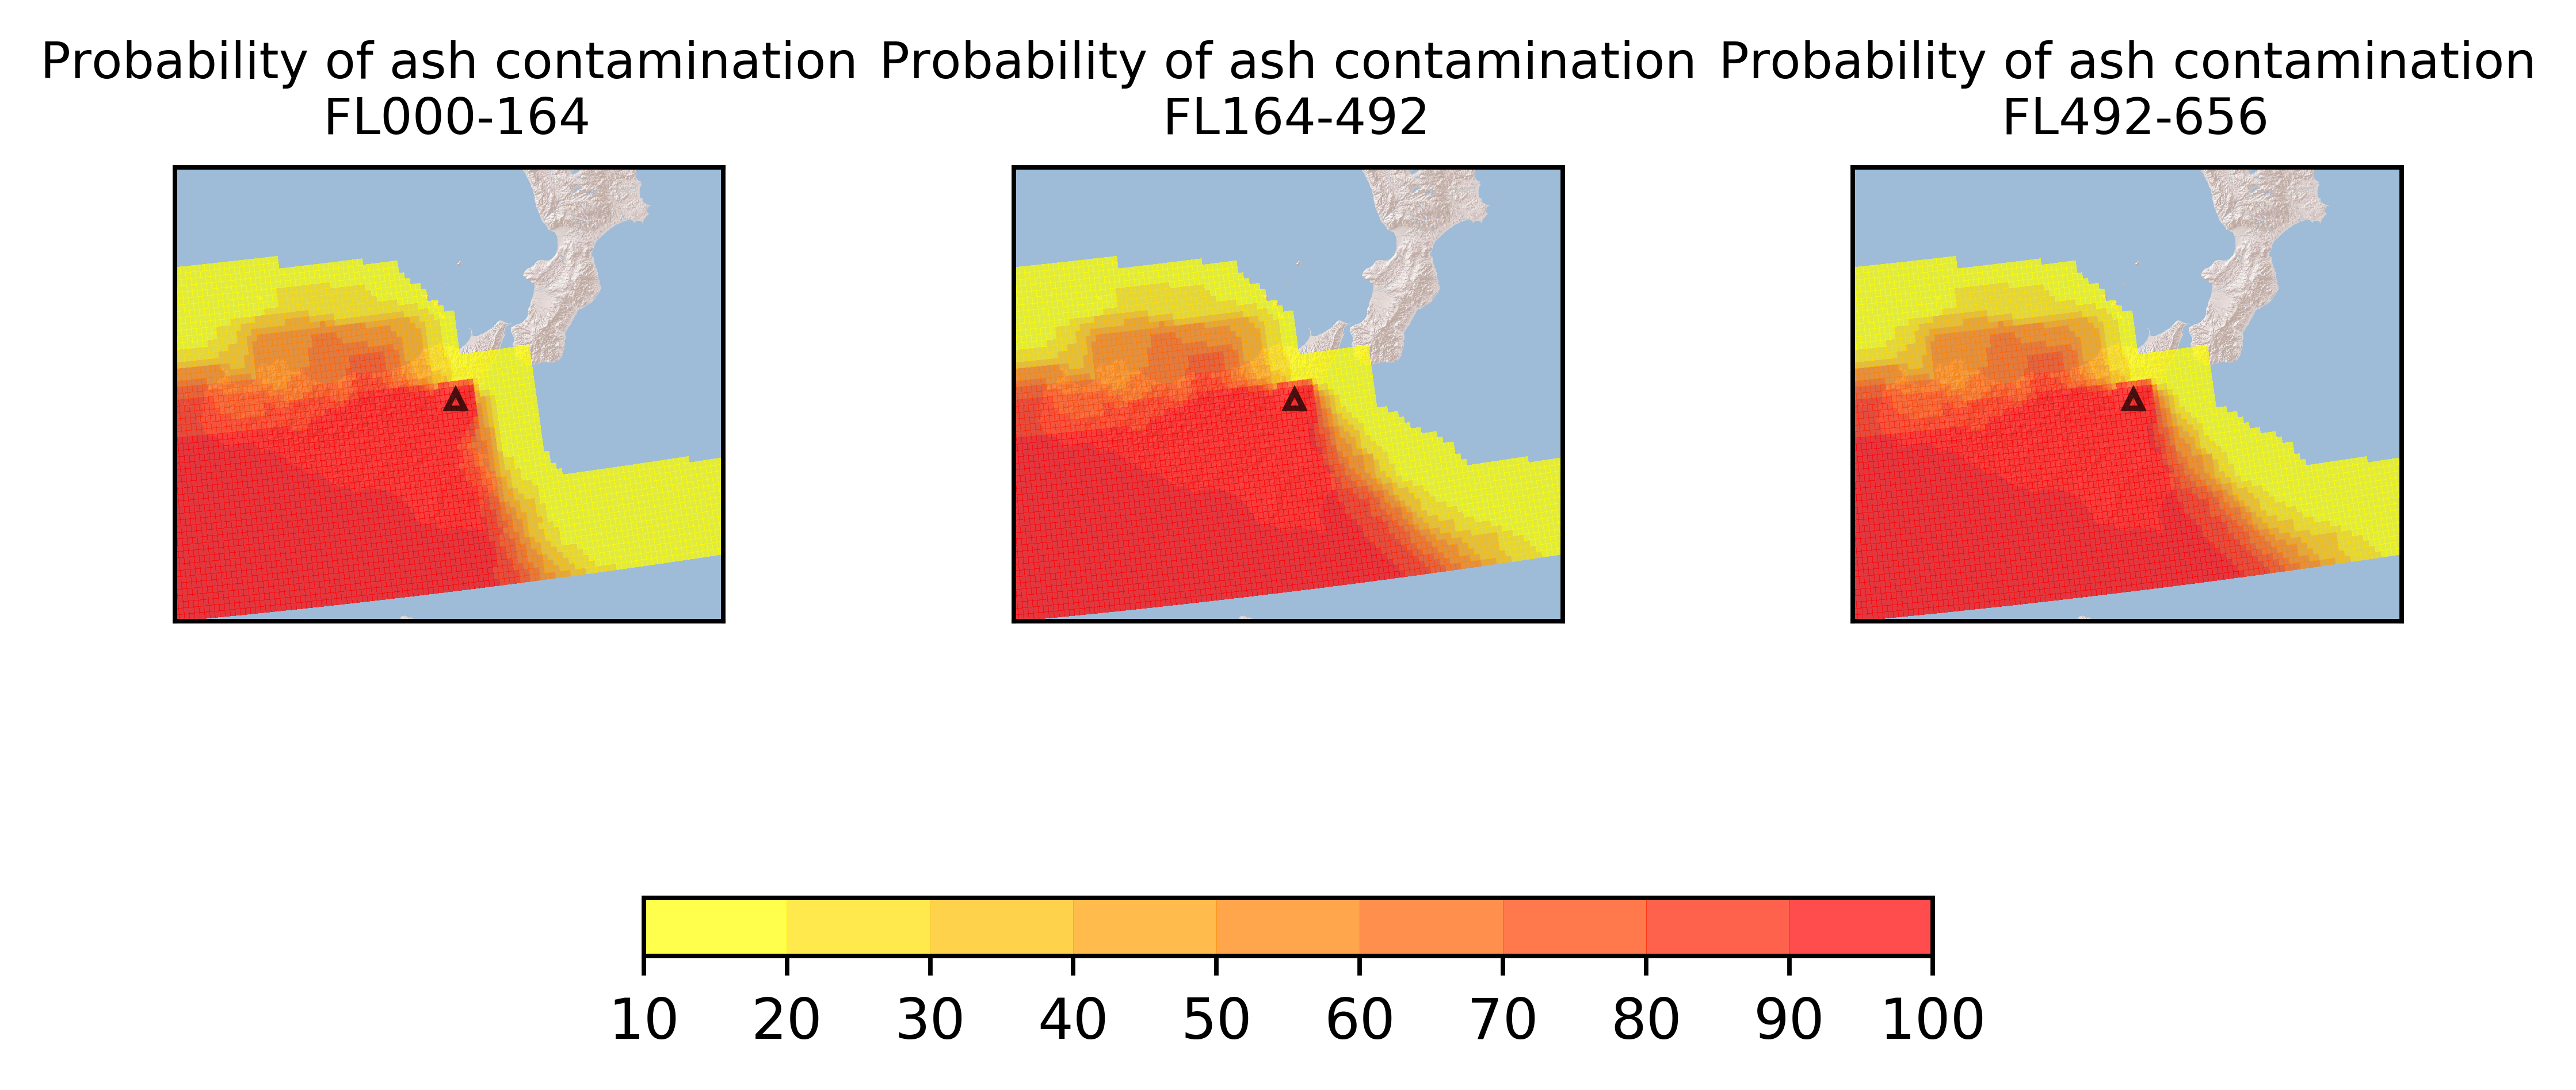 Probability of ash contamination
FL000-164
Probability of ash contamination
FL164-492
Probability of ash contamination
FL492-656
10 20 30 40 50 60 70 80 90 100